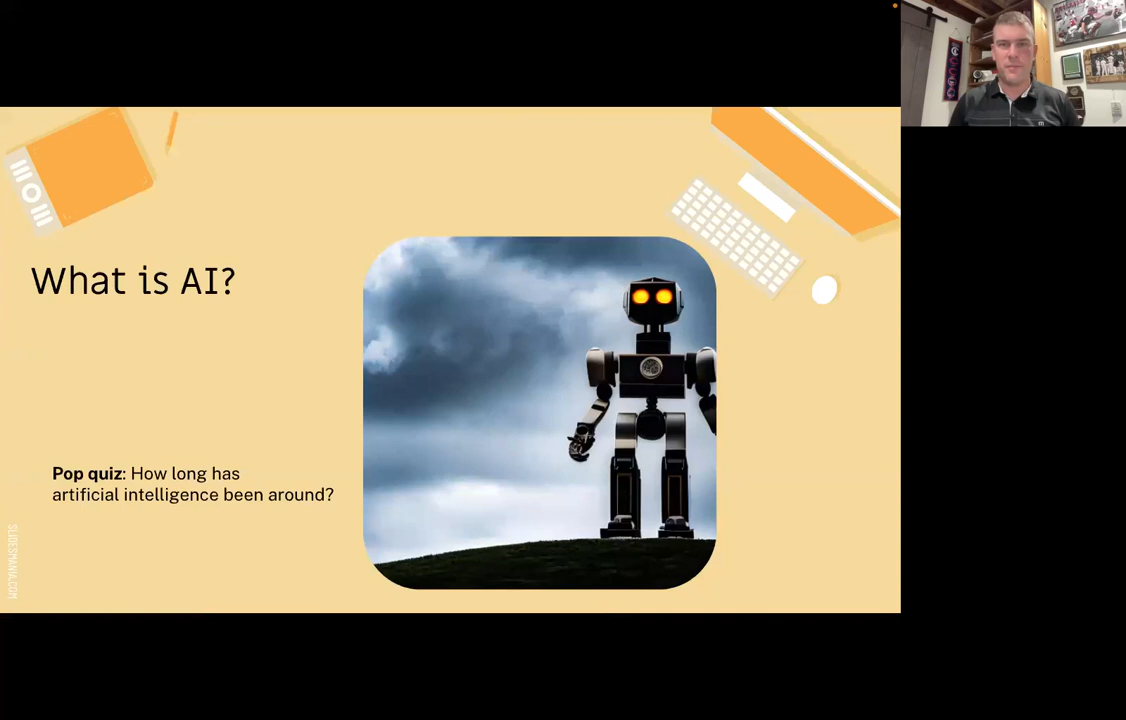 What is AI?
Pop quiz: How long has
artificial intelligence been around?
SLIDESMANIA.COM